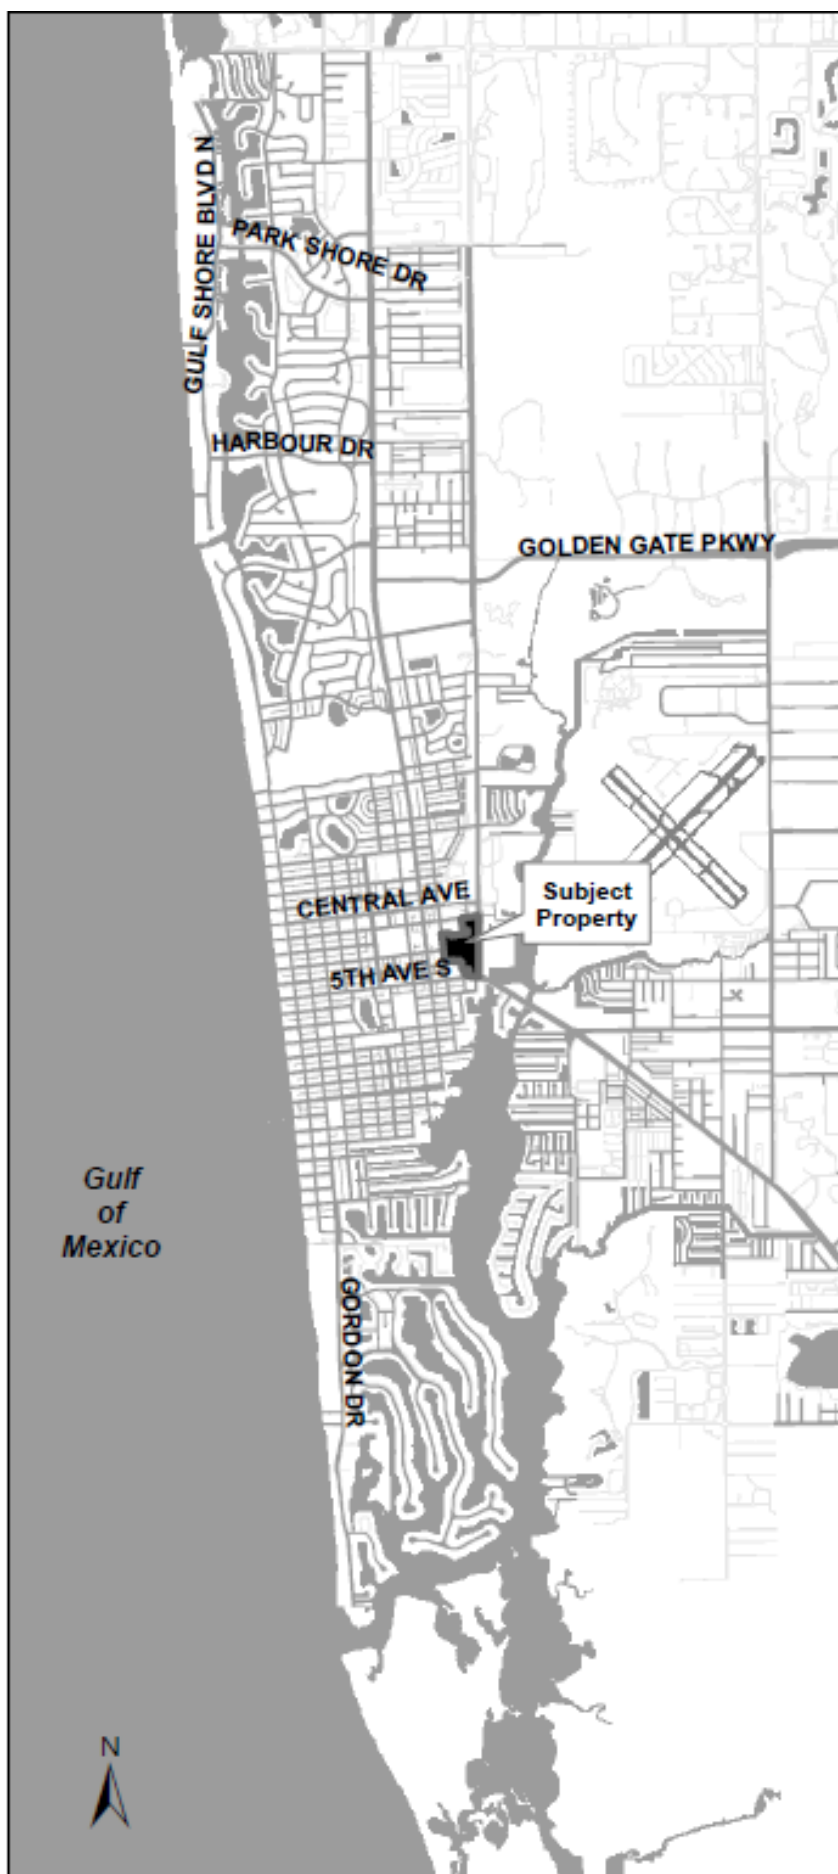 GULF SHORE BLVD N
PARK SHORE DR
HARBOUR DR
GOLDEN GATE PKWY
CENTRAL AVE
Subject
Property
5TH AVE S
Gulf
of
Mexico
GORDON DR
N